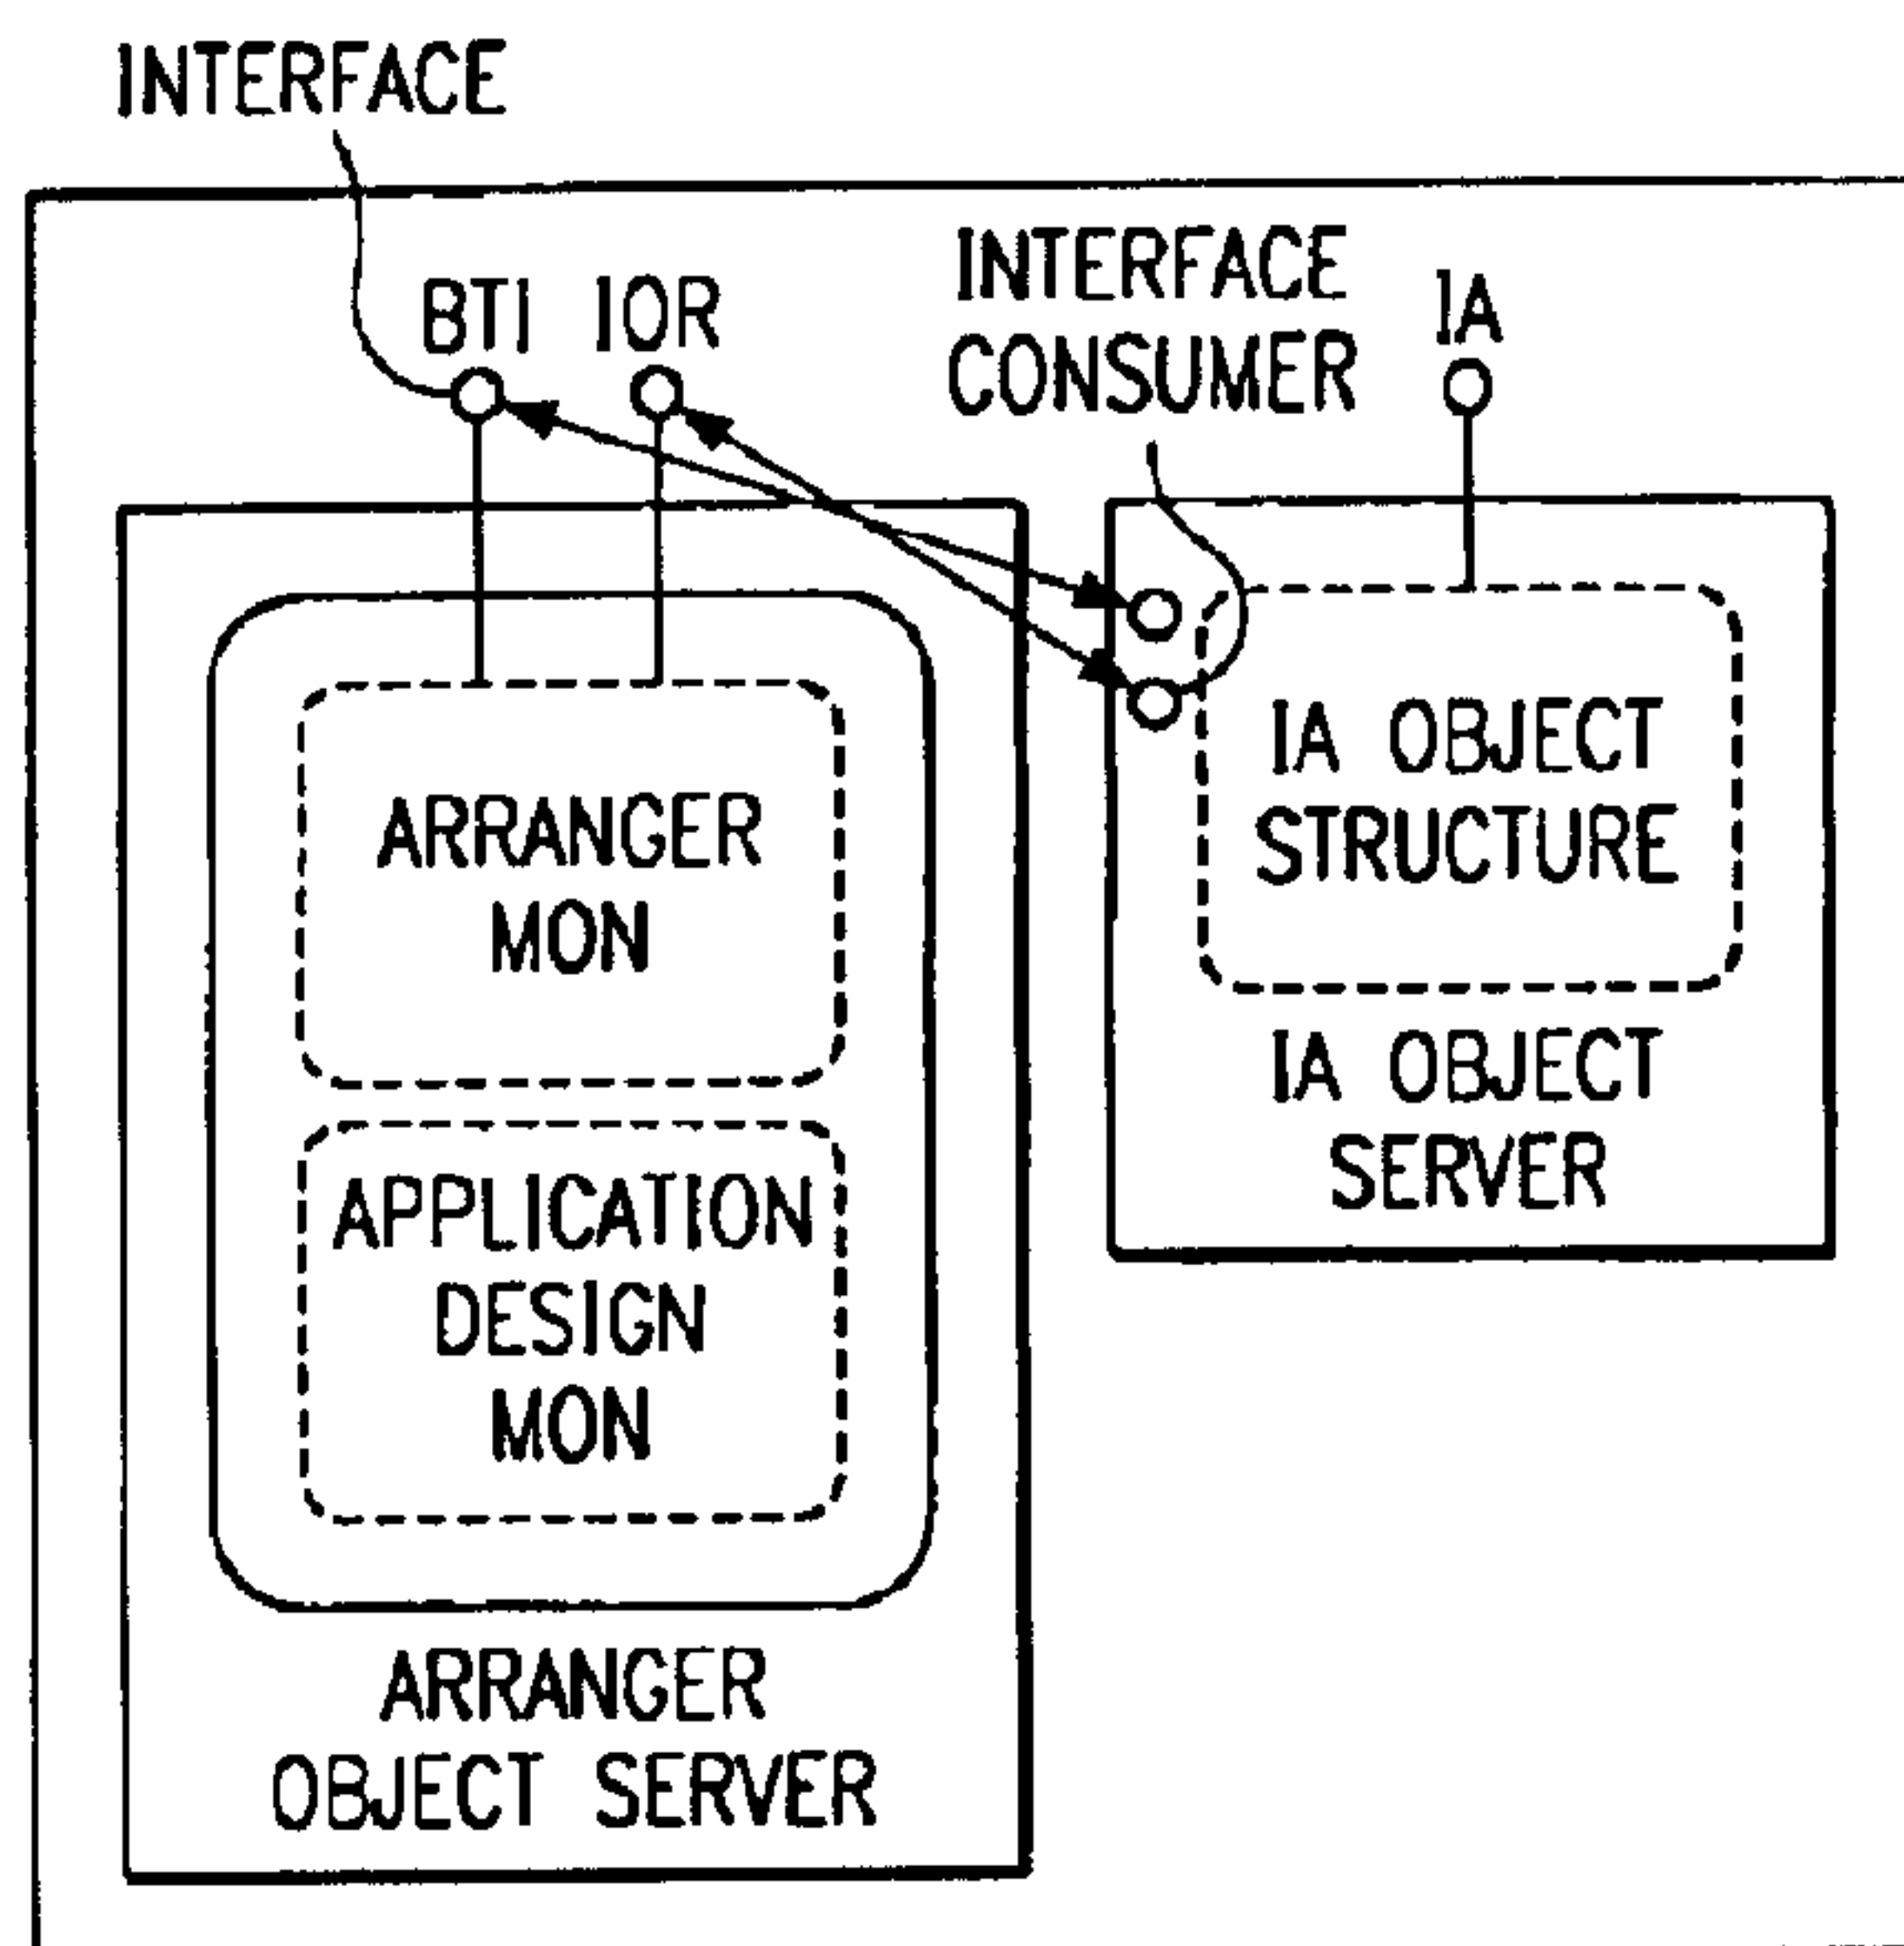 INTERFACE
BTI IOR
INTERFACE
CONSUMER
IA
ARRANGER
MON
APPLICATION
DESIGN
MON
ARRANGER
OBJECT SERVER
IA OBJECT
STRUCTURE
IA OBJECT
SERVER